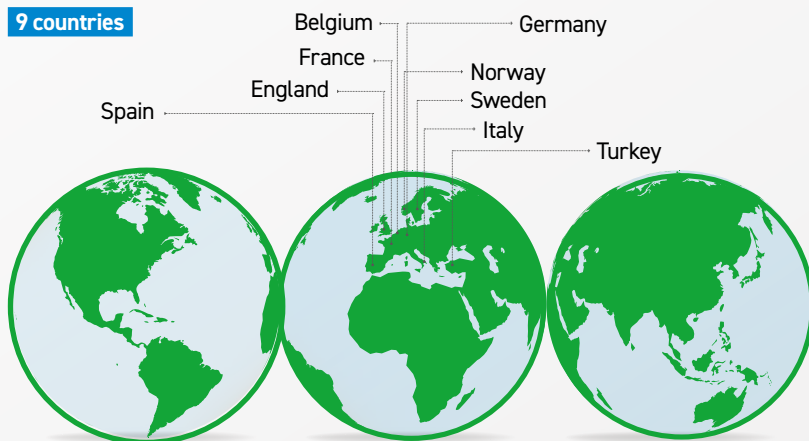 9 countries
Belgium
Germany
France
Norway
England
Sweden
Spain
Italy
Turkey